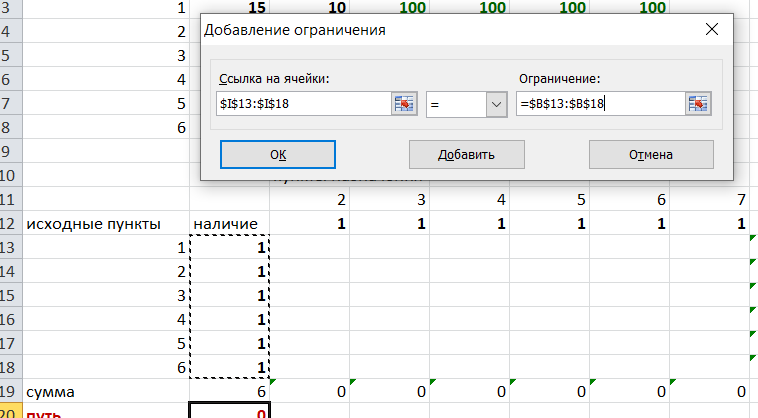 3 1 15 10 100 100 100 100
Добавление ограничения
4 2
5 3
Ссылка на ячейки: Ограничение:
6 4
$I$13:$I$18 = =$B$13:$B$18
7 5
8 6
ОК Добавить Отмена
9
10
11 2 3 4 5 6 7
12 исходные пункты наличие 1 1 1 1 1 1
13 1 1
14 2 1
15 3 1
16 4 1
17 5 1
18 6 1
19 сумма 6 0 0 0 0 0 0
20 путь 0